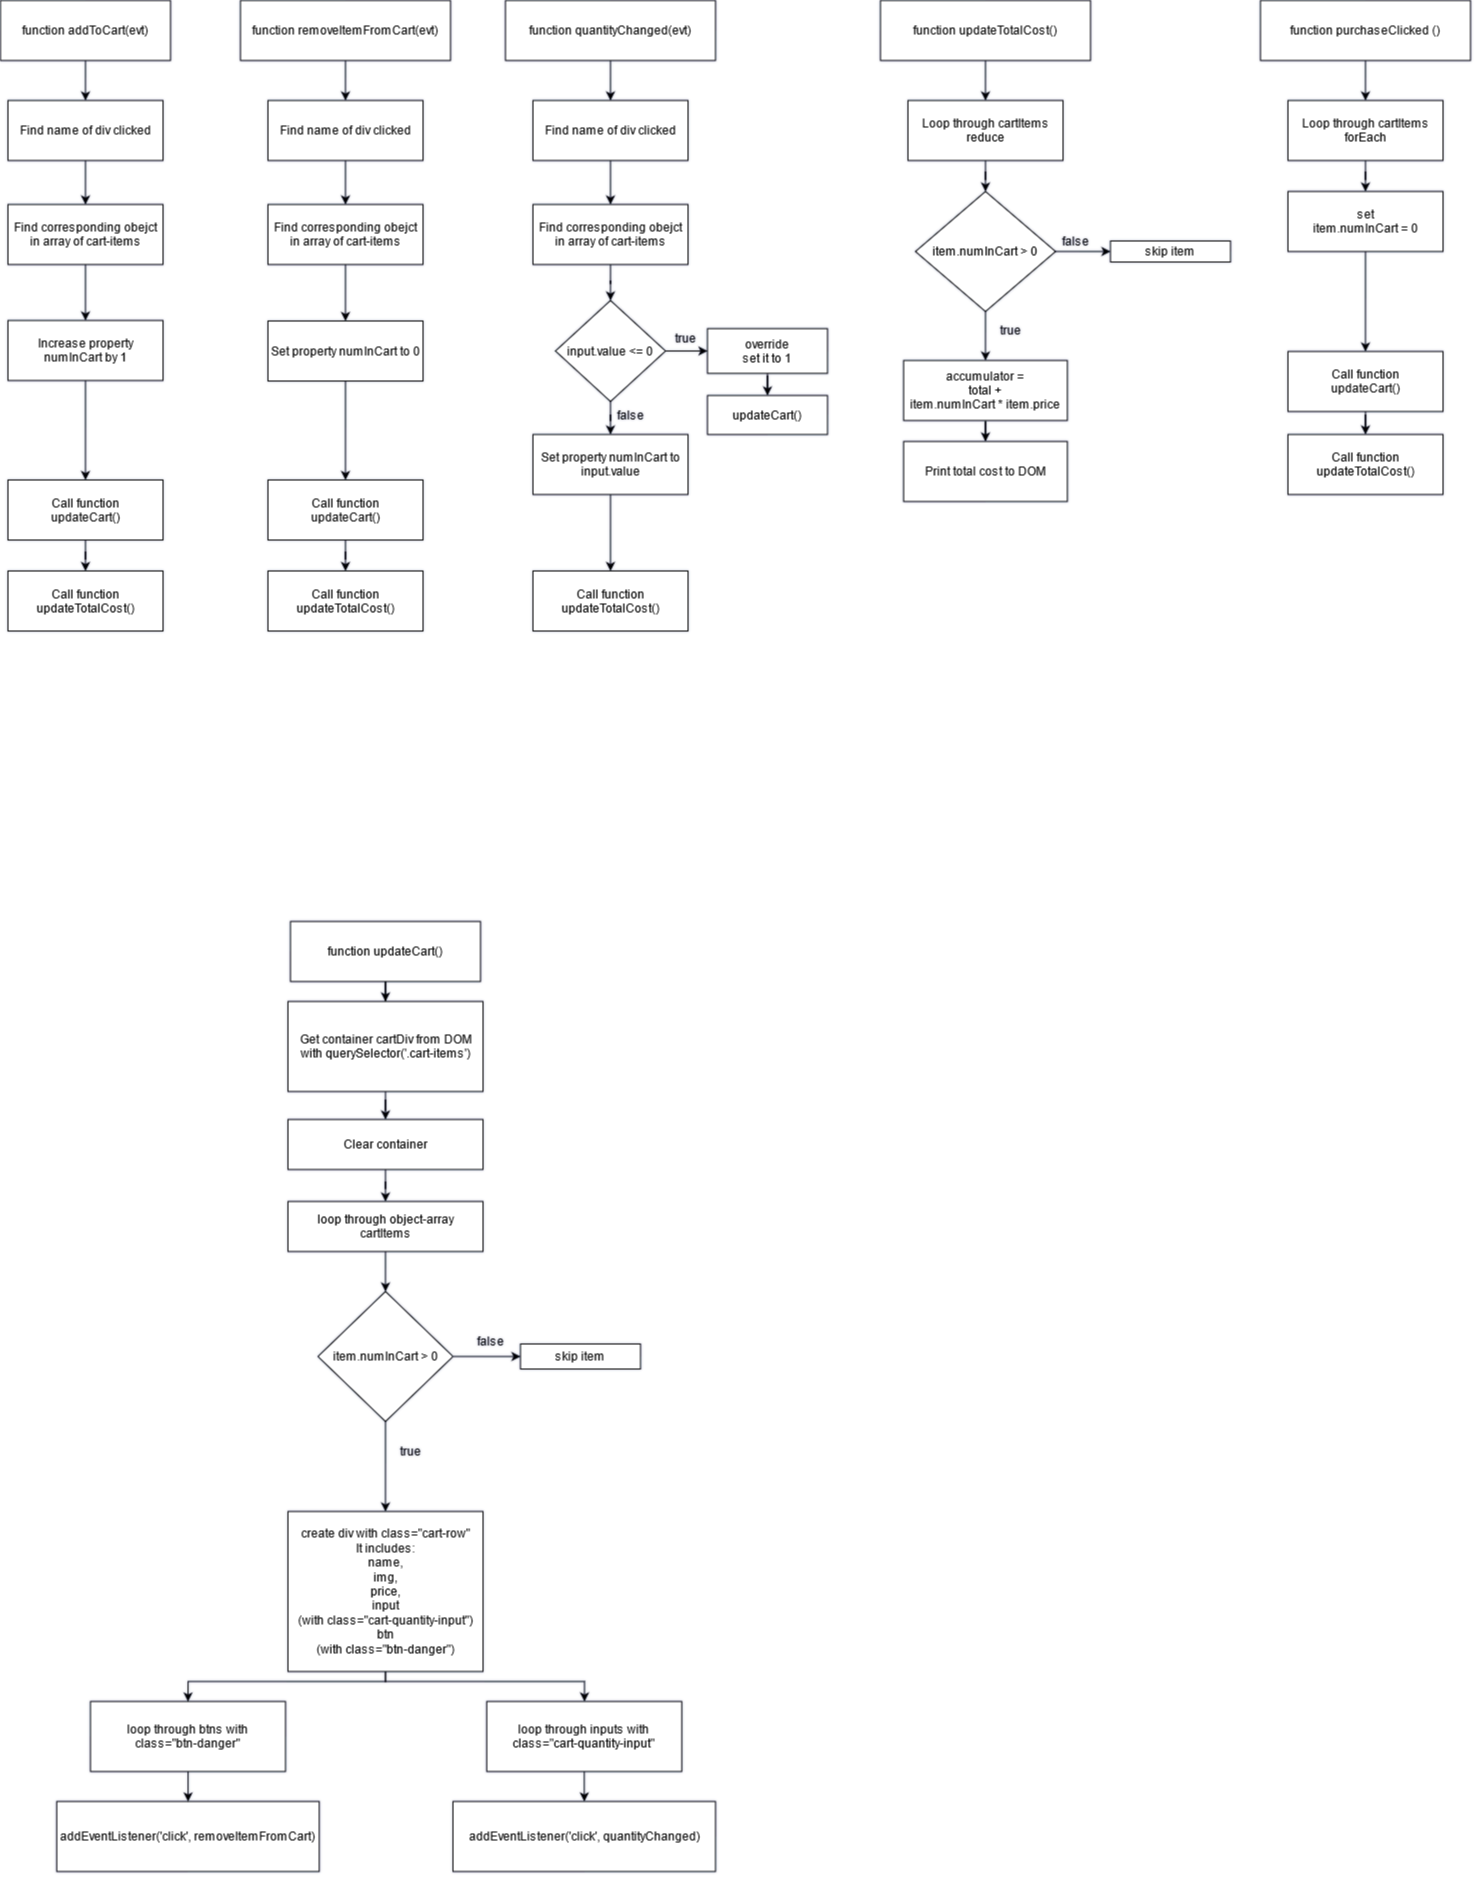 function addToCart(evt)
Find name of div clicked
Find corresponding obejct
in array of cart-items
Increase property
numInCart by 1
Call function
updateCart()
Call function
updateTotalCost()
function removeItemFromCart(evt)
Find name of div clicked
Find corresponding obejct
in array of cart-items
Set property numInCart to 0
Call function
updateCart()
Call function
updateTotalCost()
function quantityChanged(evt)
Find name of div clicked
Find corresponding obejct
in array of cart-items
input.value <= 0
true
override
set it to 1
updateCart()
false
Set property numInCart to
input.value
Call function
updateTotalCost()
function updateTotalCost()
Loop through cartItems
reduce
item.numInCart > 0
false
skip item
true
accumulator =
total +
item.numInCart * item.price
Print total cost to DOM
function purchaseClicked ()
Loop through cartItems
forEach
set
item.numInCart = 0
Call function
updateCart()
Call function
updateTotalCost()
function updateCart()
Get container cartDiv from DOM
with querySelector('.cart-items')
Clear container
loop through object-array
cartItems
item.numInCart > 0
false
skip item
true
create div with class="cart-row"
It includes:
name,
img,
price,
input
(with class="cart-quantity-input")
btn
(with class="btn-danger")
loop through btns with
class="btn-danger"
addEventListener('click', removeItemFromCart)
loop through inputs with
class="cart-quantity-input"
addEventListener('click', quantityChanged)